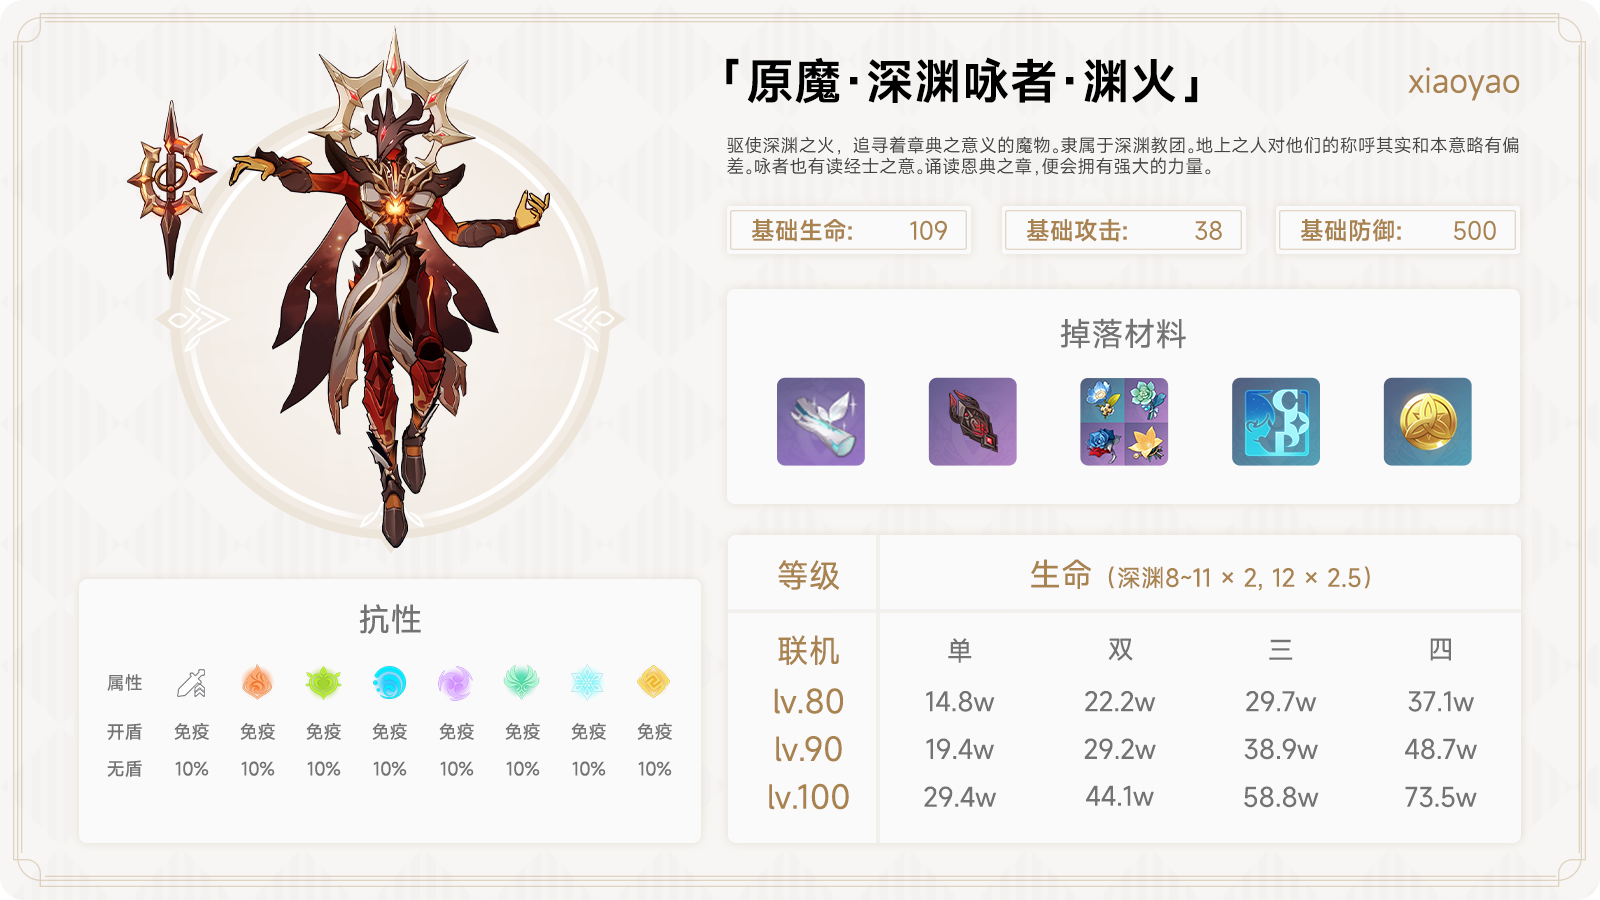 「原魔·深渊咏者·渊火」
xiaoyao
驱使深渊之火，追寻着章典之意义的魔物。隶属于深渊教团。地上之人对他们的称呼其实和本意略有偏
差。咏者也有读经士之意。诵读恩典之章，便会拥有强大的力量。
基础生命: 109 基础攻击: 38 基础防御: 500
掉落材料
抗性
属性
开盾 免疫 免疫 免疫 免疫 免疫 免疫 免疫 免疫
无盾 10% 10% 10% 10% 10% 10% 10% 10%
等级 生命（深渊8~11 × 2, 12 × 2.5）
联机 单 双 三 四
lv.80 14.8w 22.2w 29.7w 37.1w
lv.90 19.4w 29.2w 38.9w 48.7w
lv.100 29.4w 44.1w 58.8w 73.5w